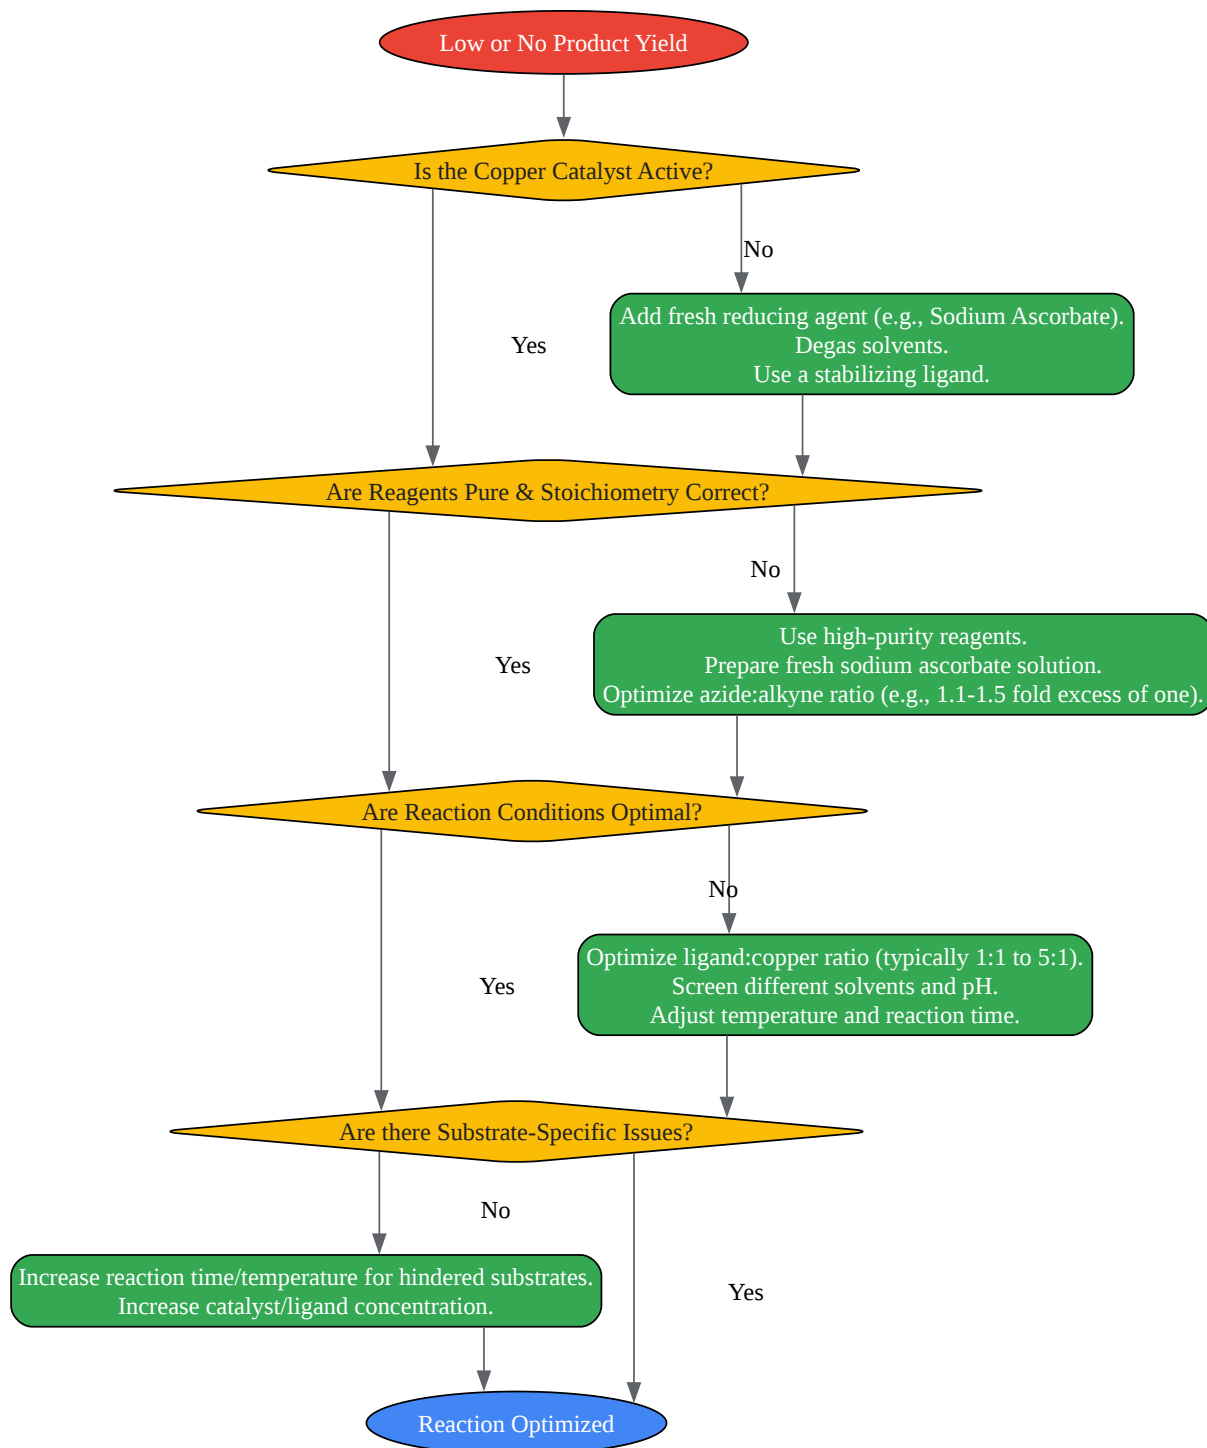 Low or No Product Yield
Is the Copper Catalyst Active?
No
Add fresh reducing agent (e.g., Sodium Ascorbate).
Degas solvents.
Use a stabilizing ligand.
Yes
Are Reagents Pure & Stoichiometry Correct?
No
Use high-purity reagents.
Prepare fresh sodium ascorbate solution.
Optimize azide:alkyne ratio (e.g., 1.1-1.5 fold excess of one).
Yes
Are Reaction Conditions Optimal?
No
Optimize ligand:copper ratio (typically 1:1 to 5:1).
Screen different solvents and pH.
Adjust temperature and reaction time.
Yes
Are there Substrate-Specific Issues?
No
Increase reaction time/temperature for hindered substrates.
Increase catalyst/ligand concentration.
Yes
Reaction Optimized